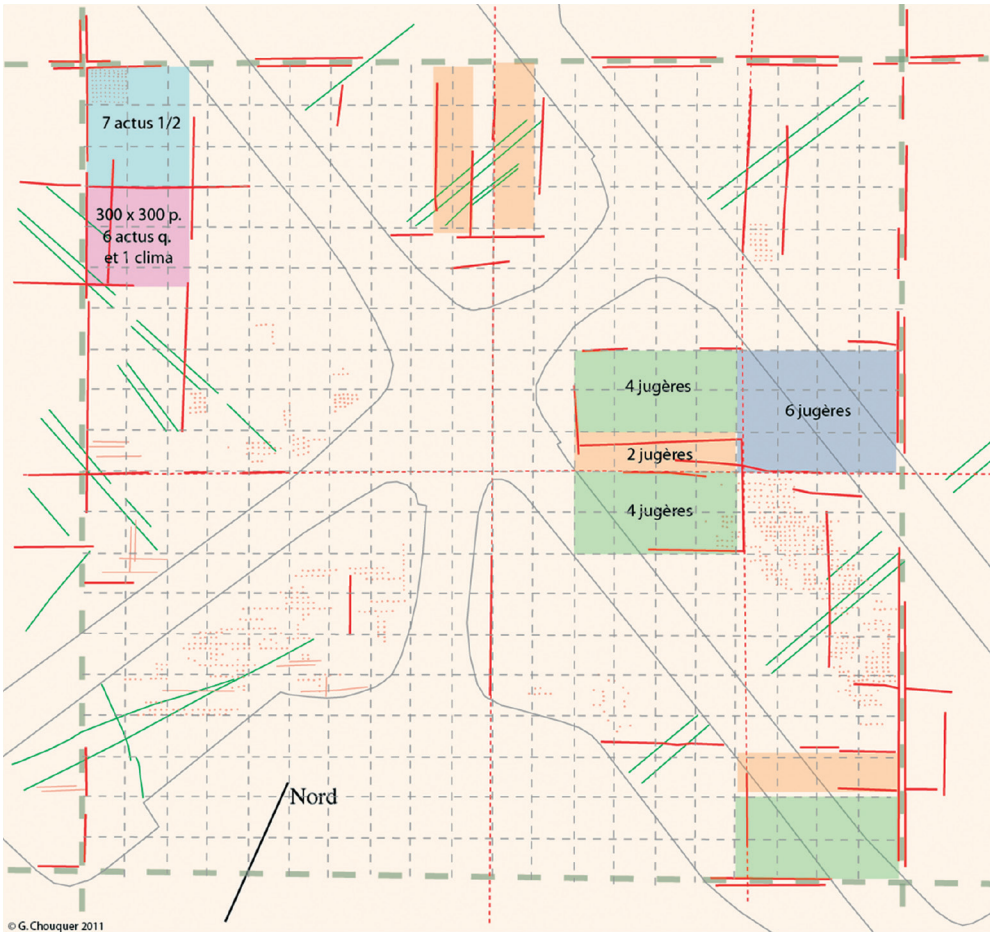 7 actus 1/2
300 x 300 p.
6 actus q.
et 1 clima
4 jugères
6 jugères
2 jugères
4 jugères
Nord
© G. Chouquer 2011